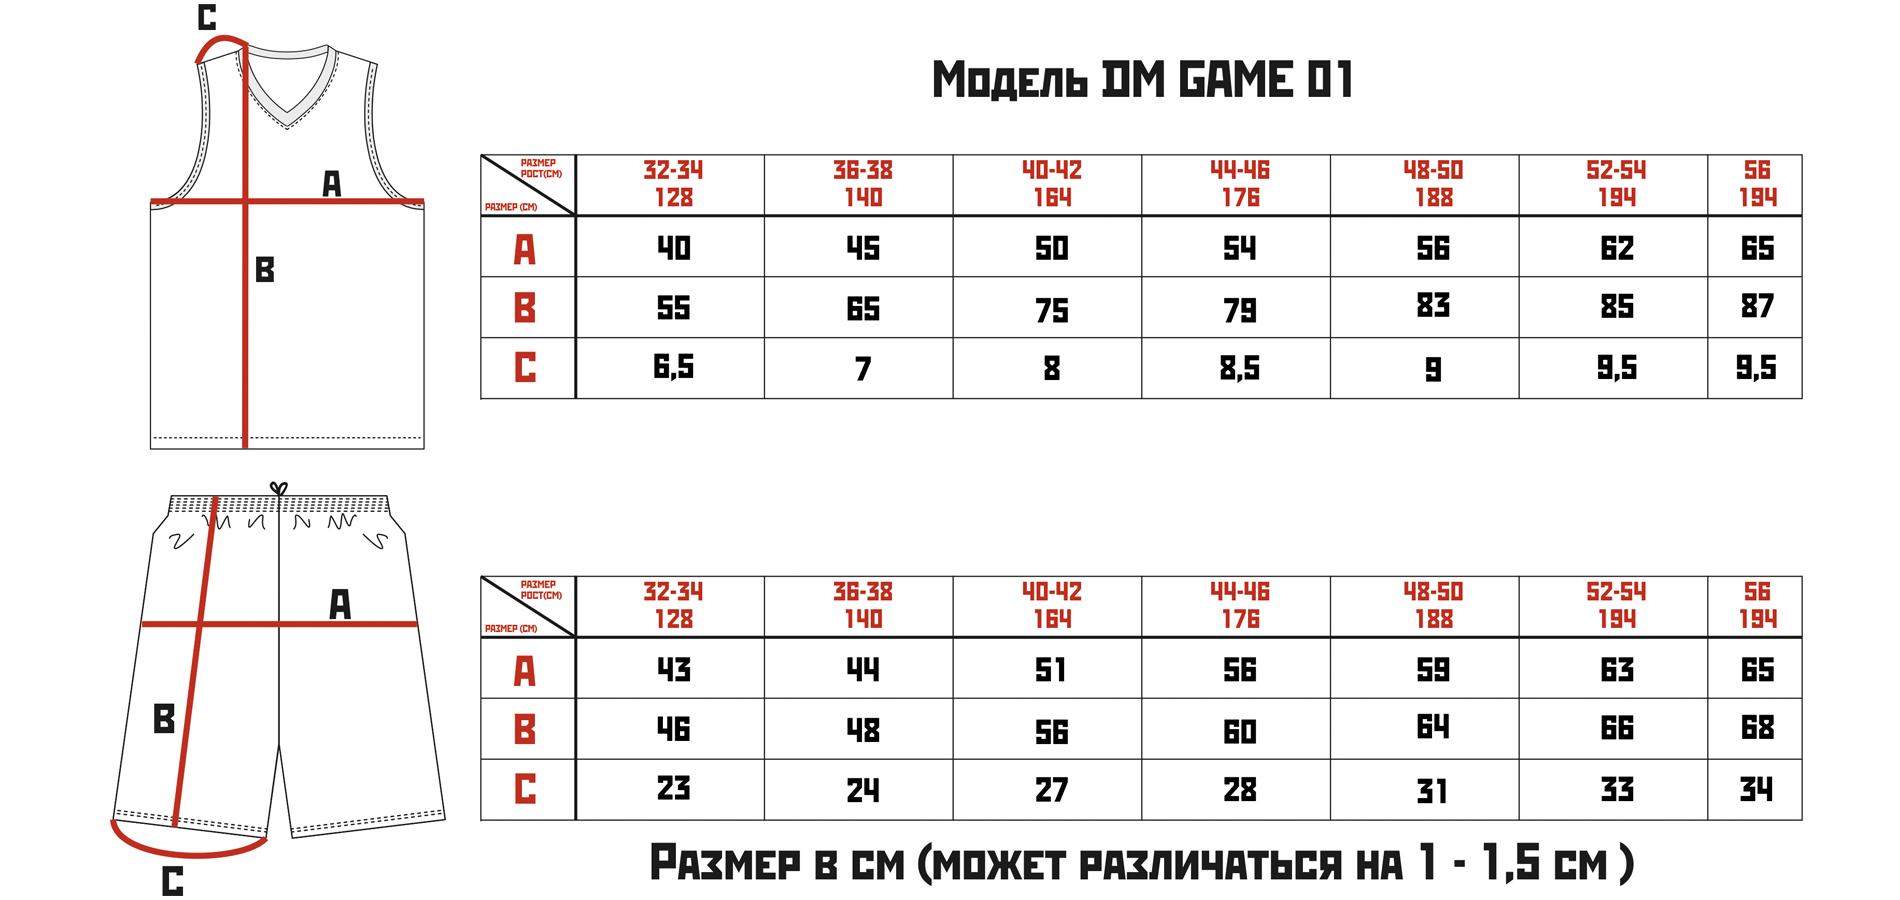 C
A
B
Модель DM GAME 01
РАЗМЕР
РОСТ(СМ)
РАЗМЕР (СМ)
32-34 36-38 40-42 44-46 48-50 52-54 56
128 140 164 176 188 194 194
A 40 45 50 54 56 62 65
B 55 65 75 79 83 85 87
C 6,5 7 8 8,5 9 9,5 9,5
A
B
C
РАЗМЕР
РОСТ(СМ)
РАЗМЕР (СМ)
32-34 36-38 40-42 44-46 48-50 52-54 56
128 140 164 176 188 194 194
A 43 44 51 56 59 63 65
B 46 48 56 60 64 66 68
C 23 24 27 28 31 33 34
Размер в см (может различаться на 1 - 1,5 см )